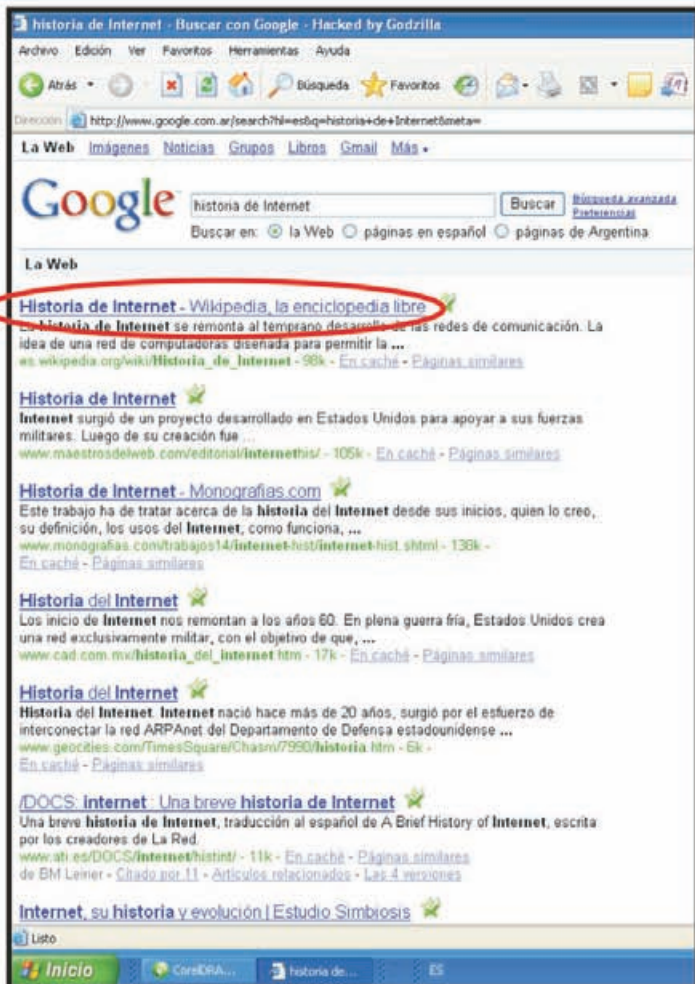 historia de Internet - Buscar con Google - Hacked by Godzilla
Archivo Edición Ver Favoritos Herramientas Ayuda
Atrás Búsqueda Favoritos
Dirección http://www.google.com.ar/search?hl=es&q=historia+de+Internet&meta=
La Web Imágenes Noticias Grupos Libros Gmail Más
Google historia de Internet Buscar Búsqueda avanzada
Preferencias
Buscar en: la Web páginas en español páginas de Argentina
La Web
Historia de Internet - Wikipedia, la enciclopedia libre
La historia de Internet se remonta al temprano desarrollo de las redes de comunicación. La
idea de una red de computadoras diseñada para permitir la ...
es.wikipedia.org/wiki/Historia_de_Internet - 98k - En caché - Páginas similares
Historia de Internet
Internet surgió de un proyecto desarrollado en Estados Unidos para apoyar a sus fuerzas
militares. Luego de su creación fue ...
www.maestrosdelweb.com/editorial/internethis/ - 105k - En caché - Páginas similares
Historia de Internet - Monografias.com
Este trabajo ha de tratar acerca de la historia del Internet desde sus inicios, quien lo creo,
su definición, los usos del Internet, como funciona, ...
www.monografias.com/trabajos14/internet-hist/internet-hist.shtml - 136k -
En caché - Páginas similares
Historia del Internet
Los inicio de Internet nos remontan a los años 60. En plena guerra fría, Estados Unidos crea
una red exclusivamente militar, con el objetivo de que, ...
www.cad.com.mx/historia_del_internet.htm - 17k - En caché - Páginas similares
Historia del Internet
Historia del Internet. Internet nació hace más de 20 años, surgió por el esfuerzo de
interconectar la red ARPAnet del Departamento de Defensa estadounidense ...
www.geocities.com/TimesSquare/Chasm/7990/historia.htm - 6k -
En caché - Páginas similares
/DOCS: internet : Una breve historia de Internet
Una breve historia de Internet, traducción al español de A Brief History of Internet, escrita
por los creadores de La Red.
www.ati.es/DOCS/internet/histint/ - 11k - En caché - Páginas similares
de BM Leiner - Citado por 11 - Artículos relacionados - Las 4 versiones
Internet, su historia y evolución | Estudio Simbiosis
Listo
Inicio CorelDRA... historia de... ES